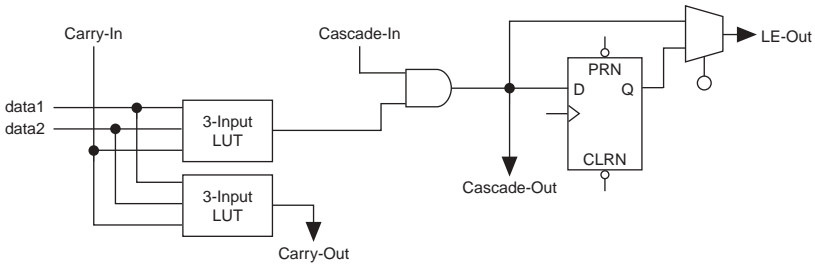 Carry-In
Cascade-In
LE-Out
PRN
data1
D
Q
data2
3-Input
LUT
CLRN
Cascade-Out
3-Input
LUT
Carry-Out